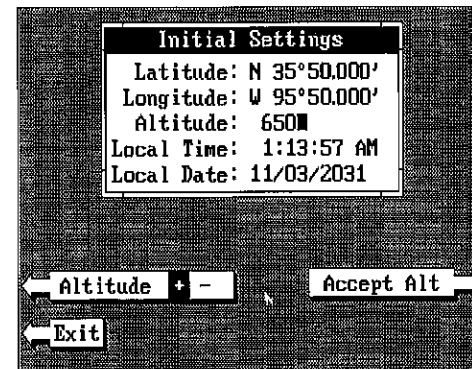 Initial Settings
Latitude: N 35°50.000'
Longitude: W 95°50.000'
Altitude: 650
Local Time: 1:13:57 AM
Local Date: 11/03/2031
Altitude + -
Accept Alt
Exit